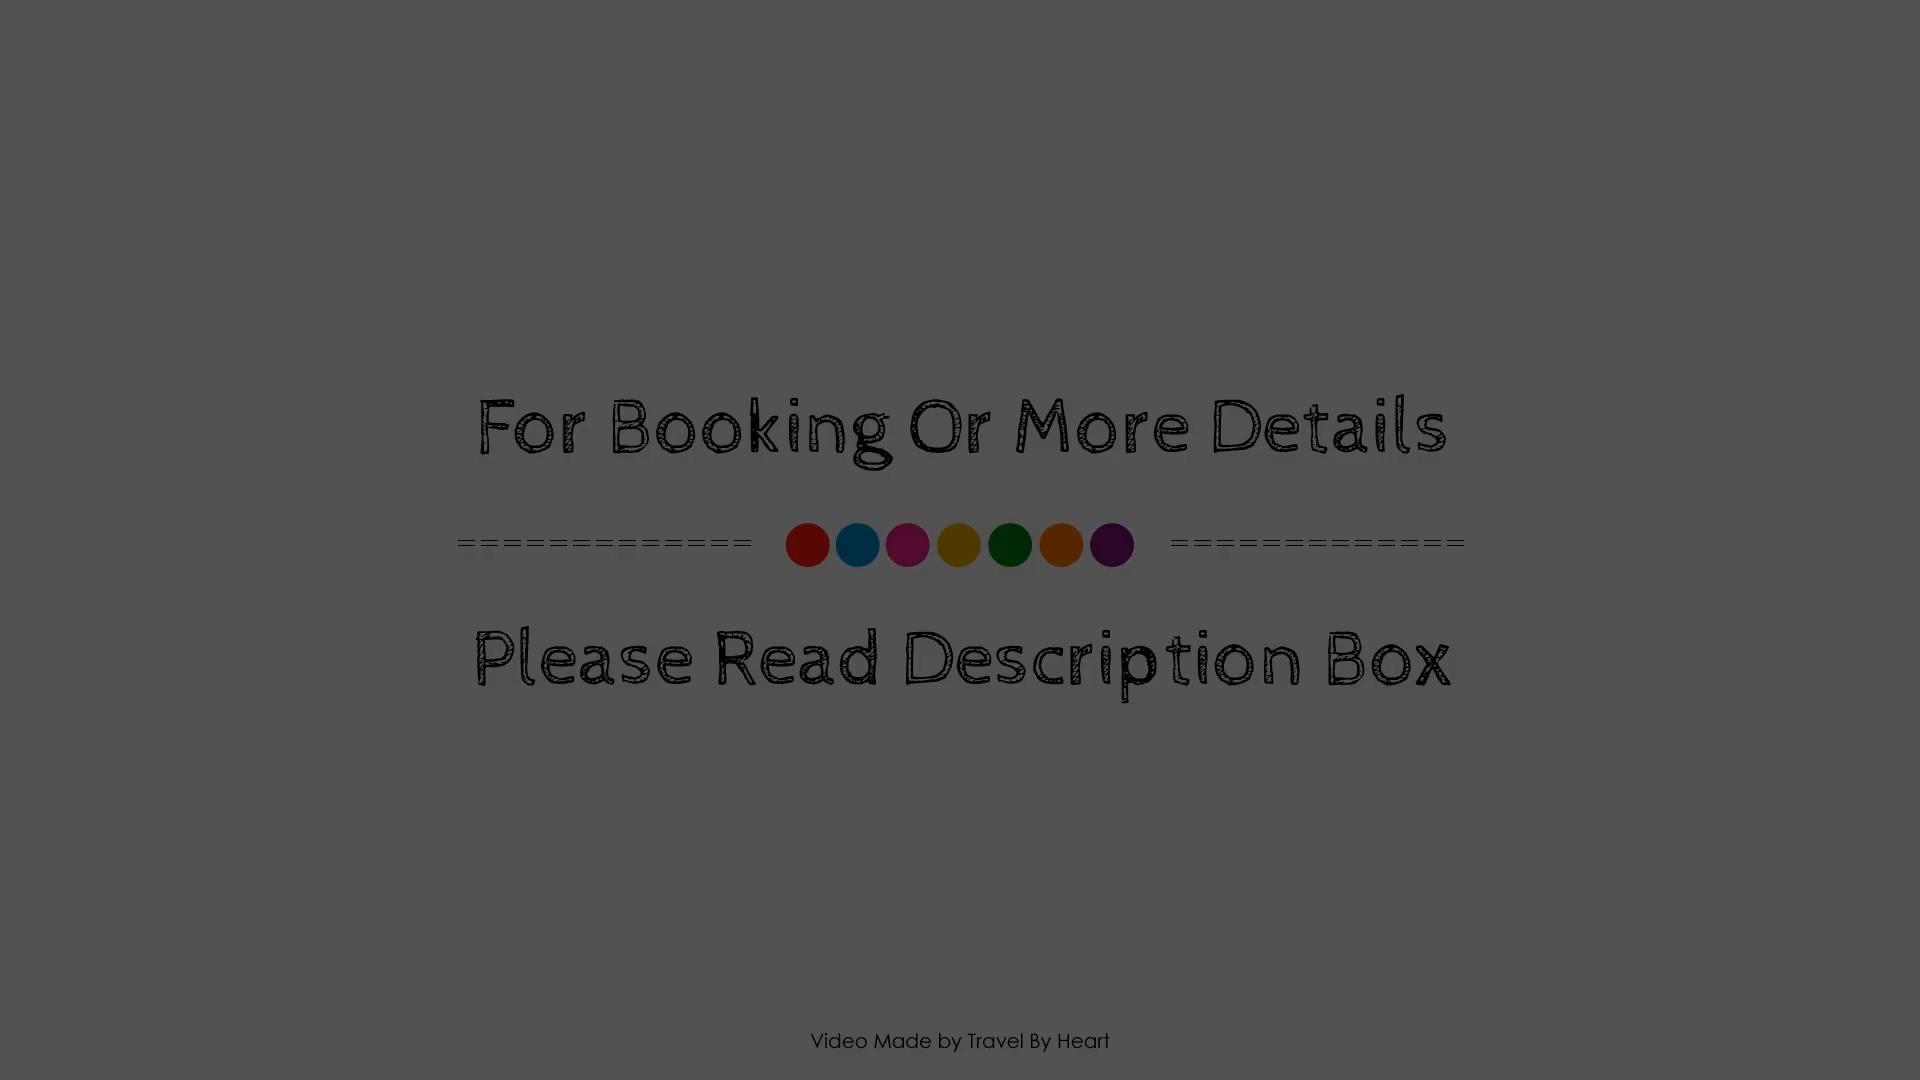 For Booking Or More Details
============= =============
Please Read Description Box
Video Made by Travel By Heart